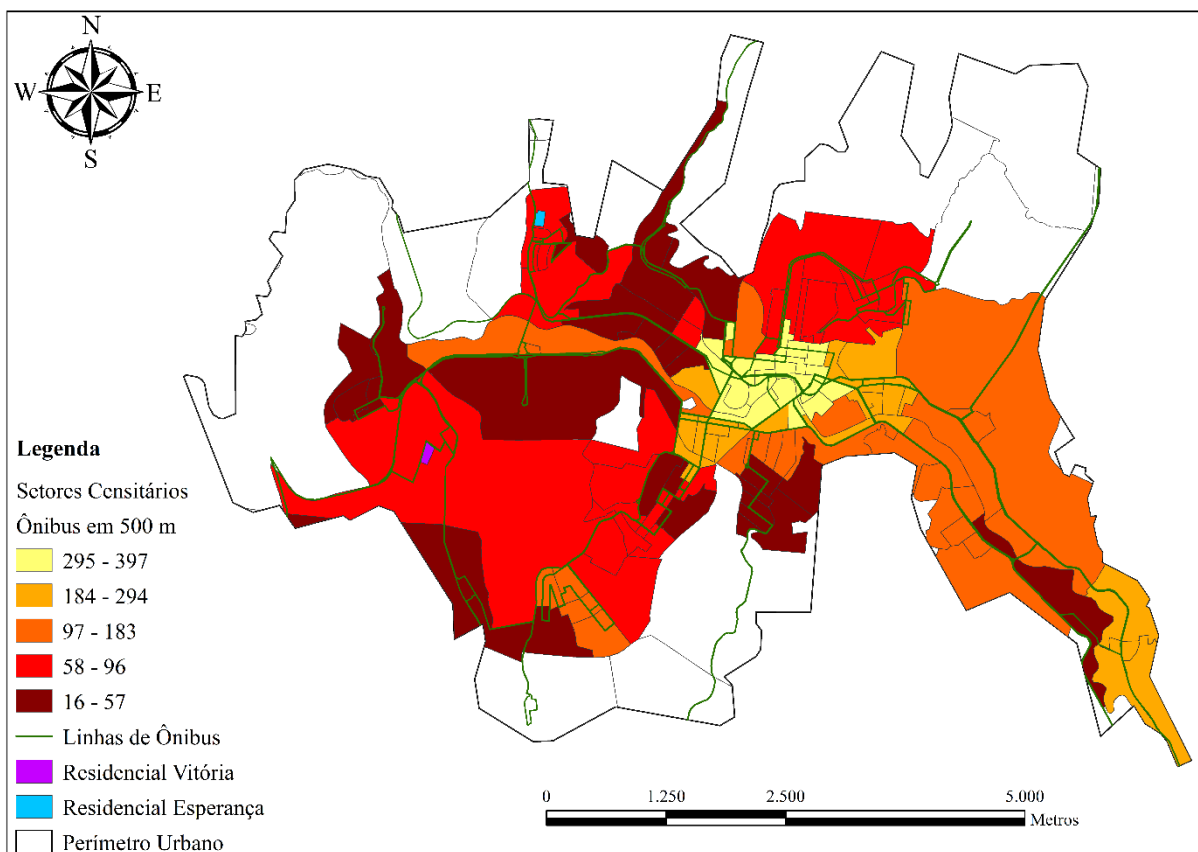 N
W E
S
Legenda
Setores Censitários
Ônibus em 500 m
295 - 397
184 - 294
97 - 183
58 - 96
16 - 57
Linhas de Ônibus
Residencial Vitória
Residencial Esperança
Perímetro Urbano
0 1.250 2.500 5.000
Metros